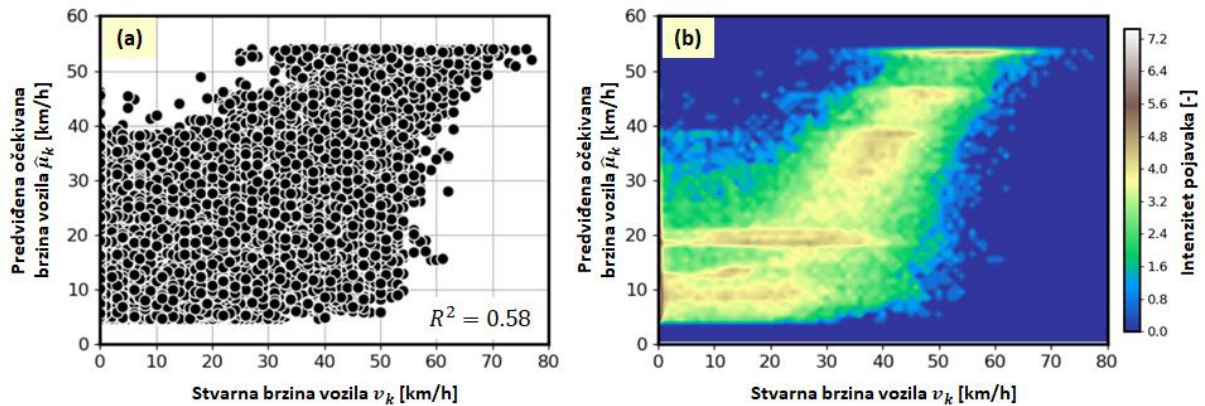 (a)
Predviđena očekivana
brzina vozila μ̂ₖ [km/h]
60
50
40
30
20
10
0
R² = 0.58
0 10 20 30 40 50 60 70 80
Stvarna brzina vozila vₖ [km/h]
(b)
Predviđena očekivana
brzina vozila μ̂ₖ [km/h]
60
50
40
30
20
10
0
0 10 20 30 40 50 60 70 80
Stvarna brzina vozila vₖ [km/h]
7.2
6.4
5.6
4.8
4.0
3.2
2.4
1.6
0.8
0.0
Intenzitet pojavaka [-]